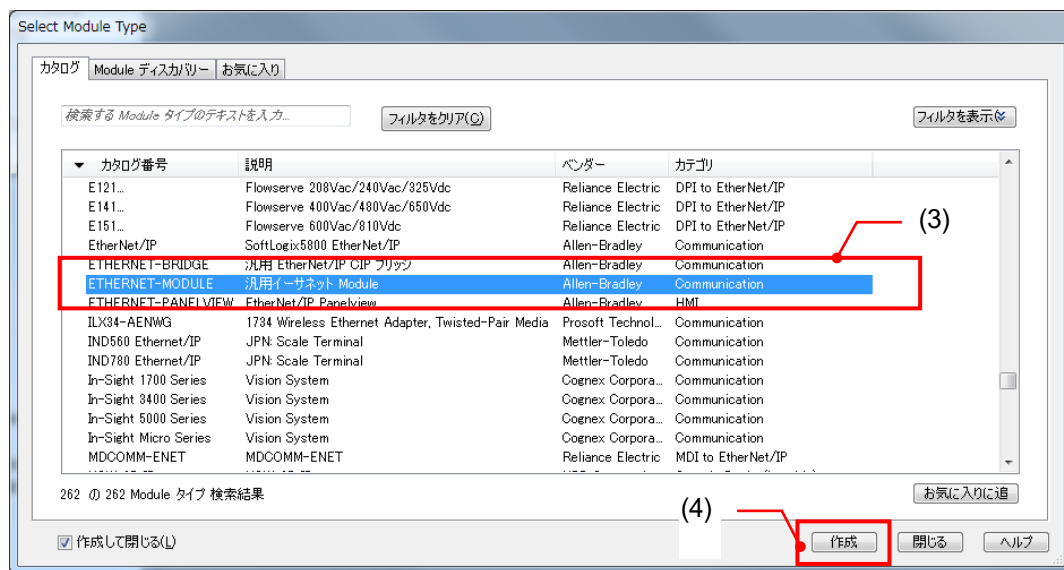 Select Module Type
カタログ Module ディスカバリー お気に入り
検索する Module タイプのテキストを入力... フィルタをクリア(C) フィルタを表示
カタログ番号 説明 ベンダー カテゴリ
E121... Flowserve 208Vac/240Vac/325Vdc Reliance Electric DPI to EtherNet/IP
E141... Flowserve 400Vac/480Vac/650Vdc Reliance Electric DPI to EtherNet/IP
E151... Flowserve 600Vac/810Vdc Reliance Electric DPI to EtherNet/IP
(3)
EtherNet/IP SoftLogix5800 EtherNet/IP Allen-Bradley Communication
ETHERNET-BRIDGE 汎用 EtherNet/IP CIP ブリッジ Allen-Bradley Communication
ETHERNET-MODULE 汎用イーサネット Module Allen-Bradley Communication
ETHERNET-PANELVIEW EtherNet/IP Panelview Allen-Bradley HMI
ILX34-AENWG 1734 Wireless Ethernet Adapter, Twisted-Pair Media Prosoft Technol... Communication
IND560 Ethernet/IP JPN: Scale Terminal Mettler-Toledo Communication
IND780 Ethernet/IP JPN: Scale Terminal Mettler-Toledo Communication
In-Sight 1700 Series Vision System Cognex Corpora... Communication
In-Sight 3400 Series Vision System Cognex Corpora... Communication
In-Sight 5000 Series Vision System Cognex Corpora... Communication
In-Sight Micro Series Vision System Cognex Corpora... Communication
MDCOMM-ENET MDCOMM-ENET Reliance Electric MDI to EtherNet/IP
262 の 262 Module タイプ 検索結果 お気に入りに追
(4)
作成して閉じる(L) 作成 閉じる ヘルプ